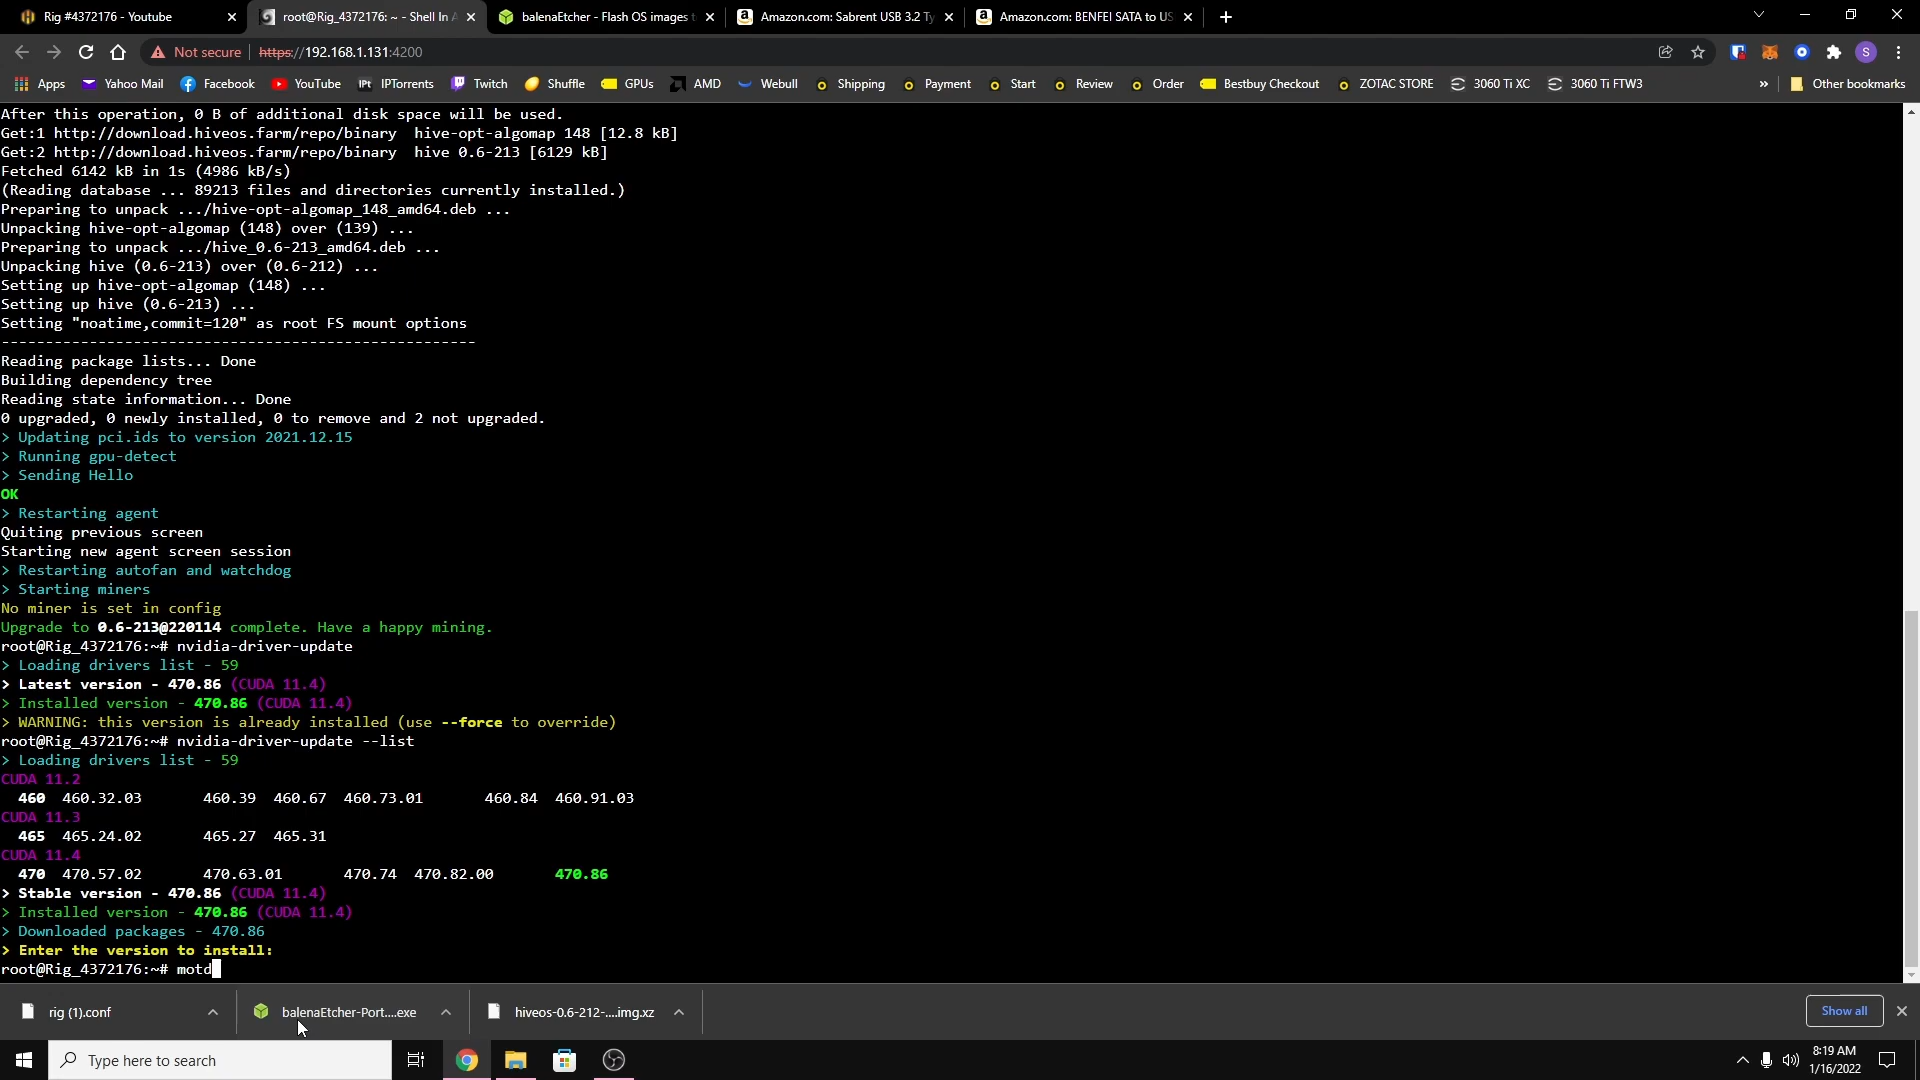 Rig #4372176 - Youtube
root@Rig_4372176: ~ - Shell In A
balenaEtcher - Flash OS images t
Amazon.com: Sabrent USB 3.2 Ty
Amazon.com: BENFEI SATA to US
Not secure
https://192.168.1.131:4200
S
Apps
Yahoo Mail
Facebook
YouTube
IPTorrents
Twitch
Shuffle
GPUs
AMD
Webull
Shipping
Payment
Start
Review
Order
Bestbuy Checkout
ZOTAC STORE
3060 Ti XC
3060 Ti FTW3
»
Other bookmarks
After this operation, 0 B of additional disk space will be used.
Get:1 http://download.hiveos.farm/repo/binary  hive-opt-algomap 148 [12.8 kB]
Get:2 http://download.hiveos.farm/repo/binary  hive 0.6-213 [6129 kB]
Fetched 6142 kB in 1s (4986 kB/s)
(Reading database ... 89213 files and directories currently installed.)
Preparing to unpack .../hive-opt-algomap_148_amd64.deb ...
Unpacking hive-opt-algomap (148) over (139) ...
Preparing to unpack .../hive_0.6-213_amd64.deb ...
Unpacking hive (0.6-213) over (0.6-212) ...
Setting up hive-opt-algomap (148) ...
Setting up hive (0.6-213) ...
Setting "noatime,commit=120" as root FS mount options
------------------------------------------------------
Reading package lists... Done
Building dependency tree
Reading state information... Done
0 upgraded, 0 newly installed, 0 to remove and 2 not upgraded.
> Updating pci.ids to version 2021.12.15
> Running gpu-detect
> Sending Hello
OK
> Restarting agent
Quiting previous screen
Starting new agent screen session
> Restarting autofan and watchdog
> Starting miners
No miner is set in config
Upgrade to 0.6-213@220114 complete. Have a happy mining.
root@Rig_4372176:~# nvidia-driver-update
> Loading drivers list - 59
> Latest version - 470.86 (CUDA 11.4)
> Installed version - 470.86 (CUDA 11.4)
> WARNING: this version is already installed (use --force to override)
root@Rig_4372176:~# nvidia-driver-update --list
> Loading drivers list - 59
CUDA 11.2
460  460.32.03       460.39  460.67  460.73.01       460.84  460.91.03
CUDA 11.3
465  465.24.02       465.27  465.31
CUDA 11.4
470  470.57.02       470.63.01       470.74  470.82.00       470.86
> Stable version - 470.86 (CUDA 11.4)
> Installed version - 470.86 (CUDA 11.4)
> Downloaded packages - 470.86
> Enter the version to install:
root@Rig_4372176:~# motd
rig (1).conf
balenaEtcher-Port....exe
hiveos-0.6-212-....img.xz
Show all
Type here to search
8:19 AM
1/16/2022